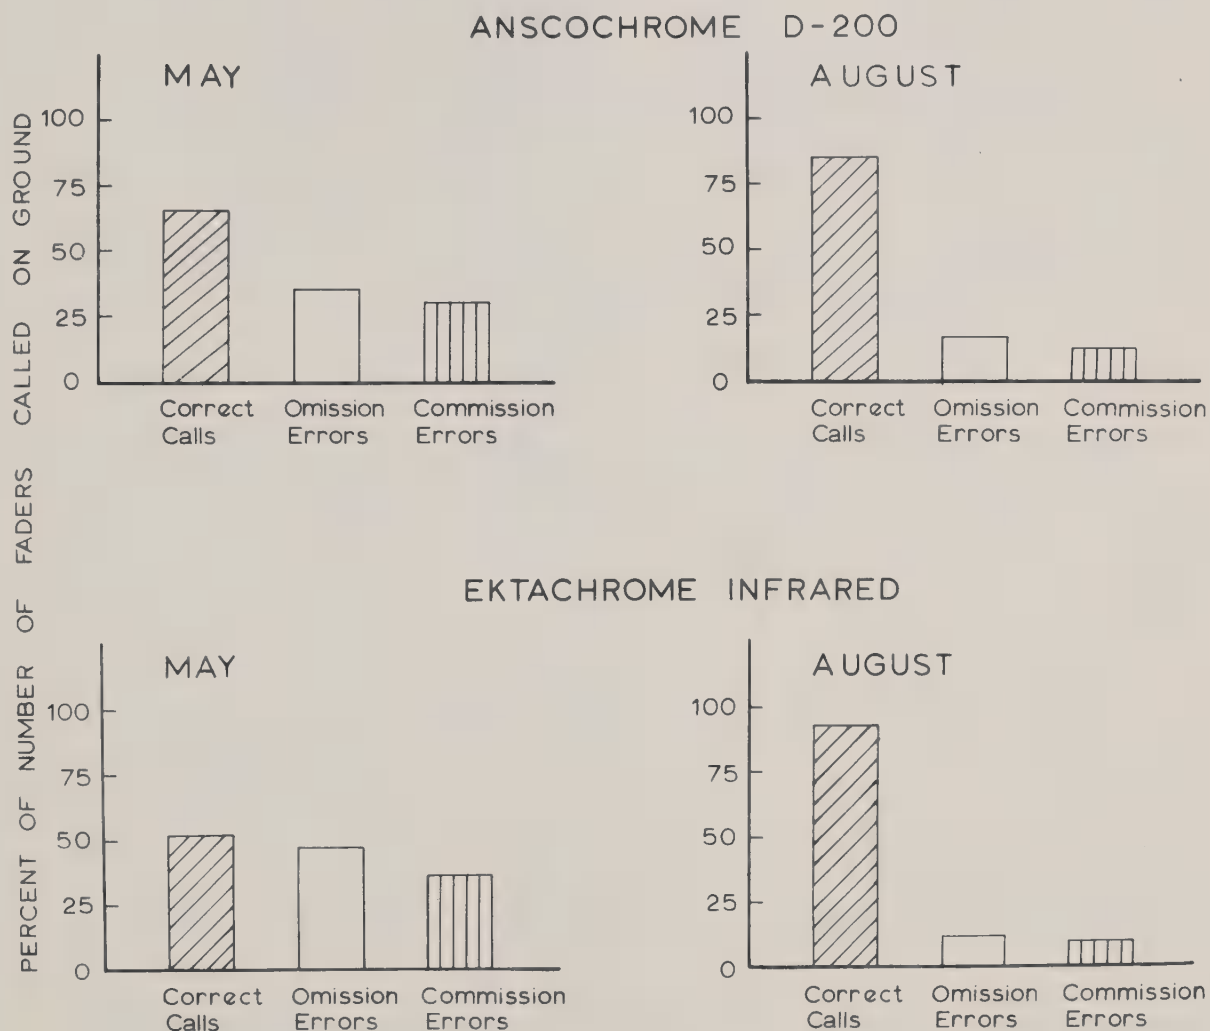 ANSCOCHROME D-200
MAY
100
75
50
25
0
Correct Calls
Omission Errors
Commission Errors
AUGUST
100
75
50
25
0
Correct Calls
Omission Errors
Commission Errors
PERCENT OF NUMBER OF FADERS CALLED ON GROUND
EKTACHROME INFRARED
MAY
100
75
50
25
0
Correct Calls
Omission Errors
Commission Errors
AUGUST
100
75
50
25
0
Correct Calls
Omission Errors
Commission Errors